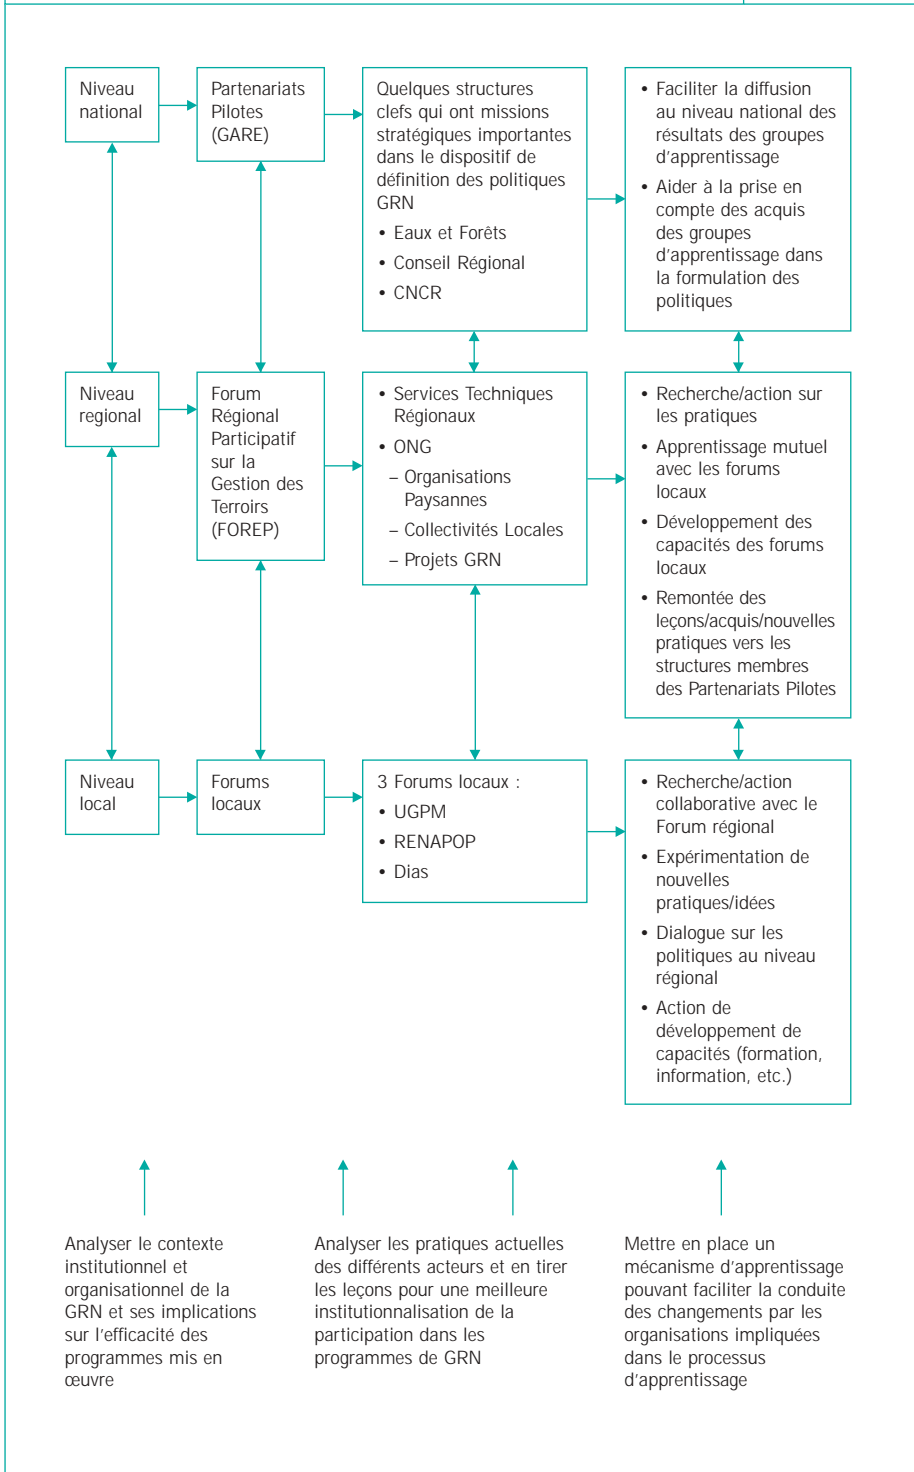 Niveau
national
Partenariats
Pilotes
(GARE)
Quelques structures
clefs qui ont missions
stratégiques importantes
dans le dispositif de
définition des politiques
GRN
• Eaux et Forêts
• Conseil Régional
• CNCR
• Faciliter la diffusion
au niveau national des
résultats des groupes
d'apprentissage
• Aider à la prise en
compte des acquis
des groupes
d'apprentissage dans
la formulation des
politiques
Niveau
regional
Forum
Régional
Participatif
sur la
Gestion des
Terroirs
(FOREP)
• Services Techniques
Régionaux
• ONG
– Organisations
Paysannes
– Collectivités Locales
– Projets GRN
• Recherche/action sur
les pratiques
• Apprentissage mutuel
avec les forums
locaux
• Développement des
capacités des forums
locaux
• Remontée des
leçons/acquis/nouvelles
pratiques vers les
structures membres
des Partenariats Pilotes
Niveau
local
Forums
locaux
3 Forums locaux :
• UGPM
• RENAPOP
• Dias
• Recherche/action
collaborative avec le
Forum régional
• Expérimentation de
nouvelles
pratiques/idées
• Dialogue sur les
politiques au niveau
régional
• Action de
développement de
capacités (formation,
information, etc.)
Analyser le contexte
institutionnel et
organisationnel de la
GRN et ses implications
sur l'efficacité des
programmes mis en
œuvre
Analyser les pratiques actuelles
des différents acteurs et en tirer
les leçons pour une meilleure
institutionnalisation de la
participation dans les
programmes de GRN
Mettre en place un
mécanisme d'apprentissage
pouvant faciliter la conduite
des changements par les
organisations impliquées
dans le processus
d'apprentissage